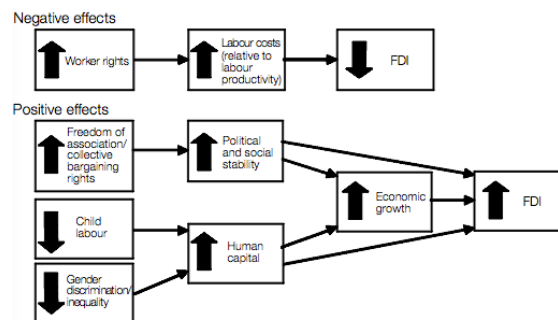 Negative effects
Worker rights
Labour costs
(relative to
labour
productivity)
FDI
Positive effects
Freedom of
association/
collective
bargaining
rights
Political
and social
stability
Economic
growth
FDI
Child
labour
Human
capital
Gender
discrimination/
inequality